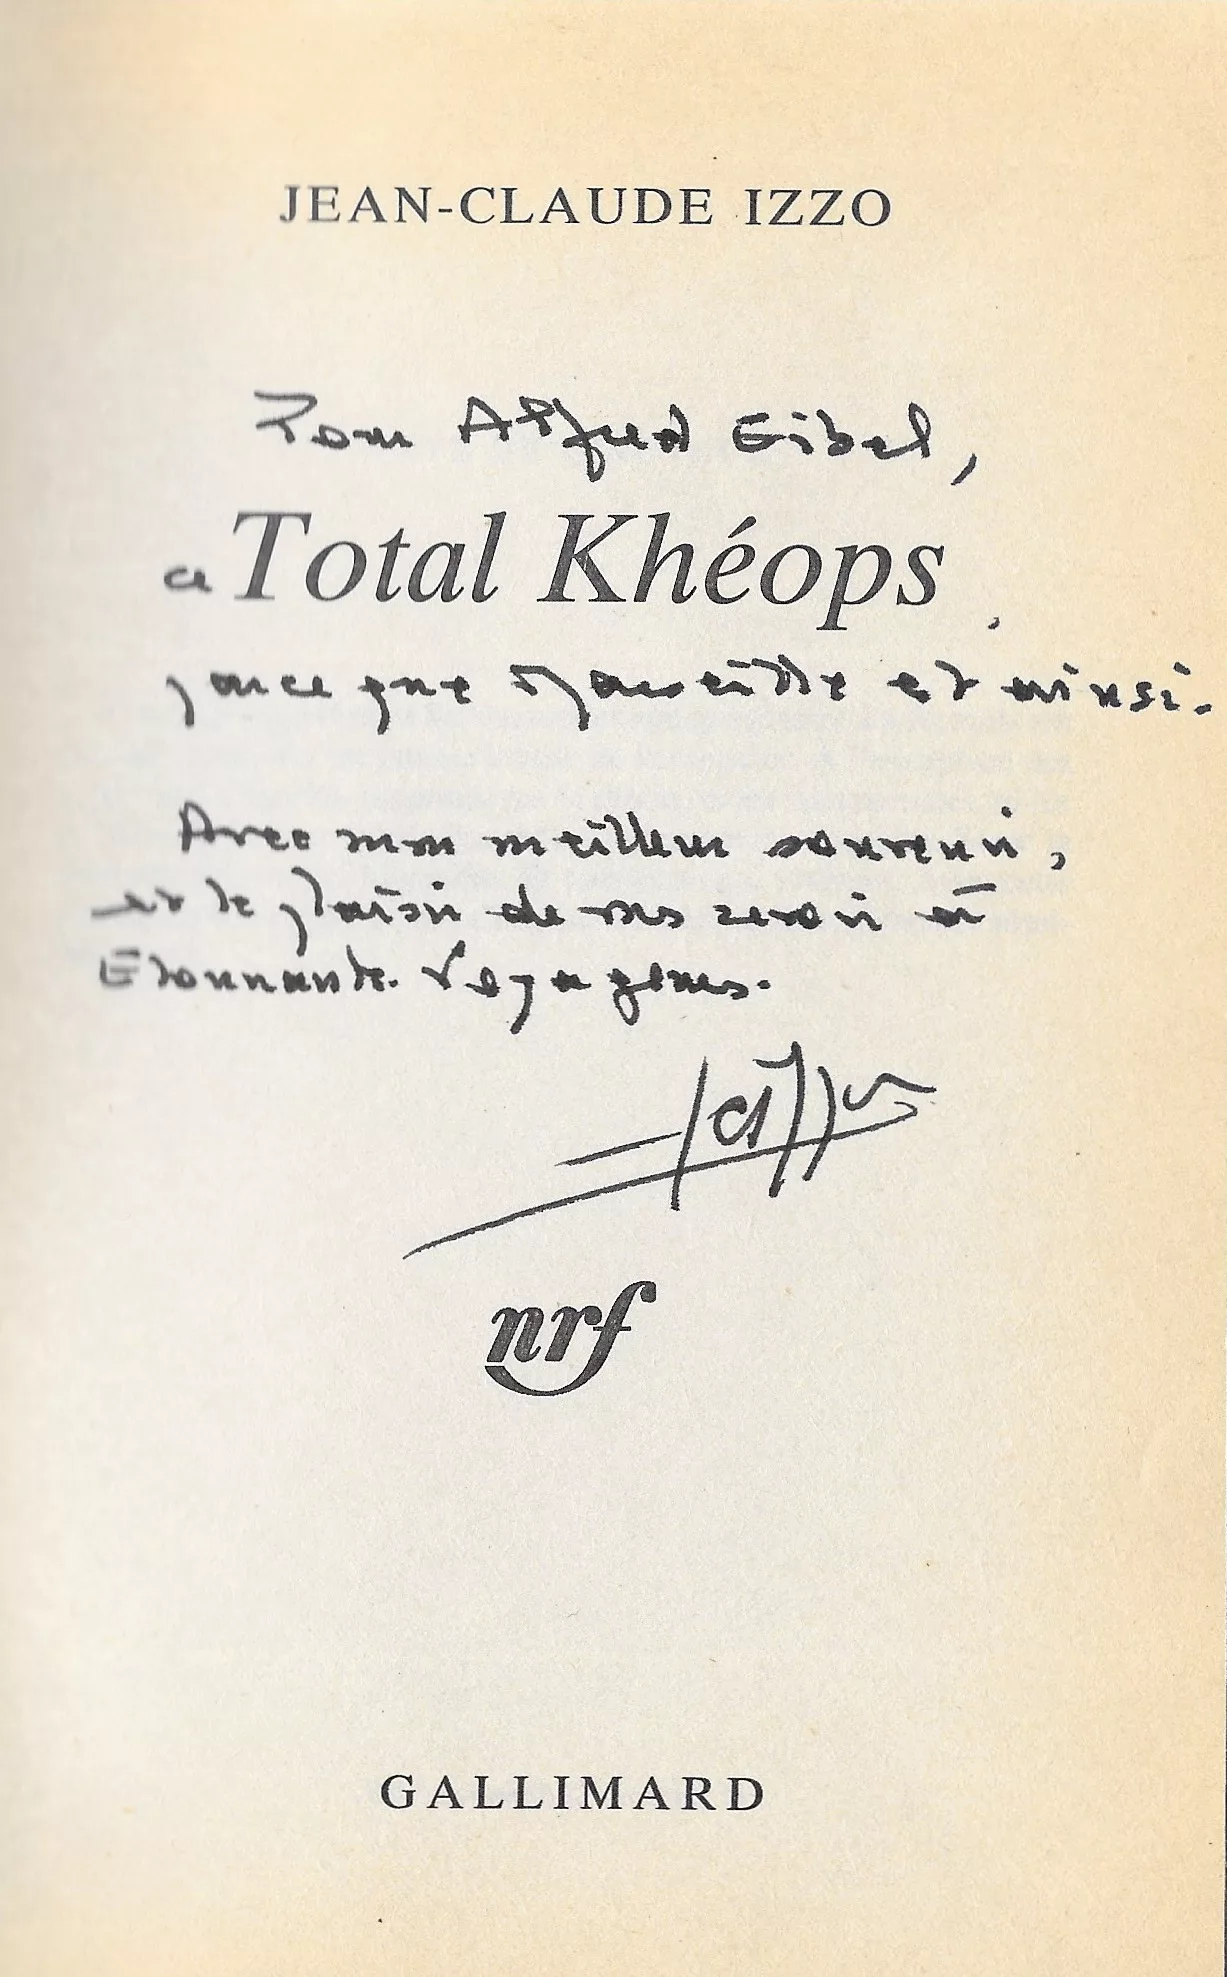 JEAN-CLAUDE IZZO
Pour Alfred Eibel,
ce Total Khéops,
parce que Marseille est ainsi.
Avec mon meilleur souvenir,
et le plaisir de vous revoir à
Etonnants Voyageurs.
Izzo
nrf
GALLIMARD